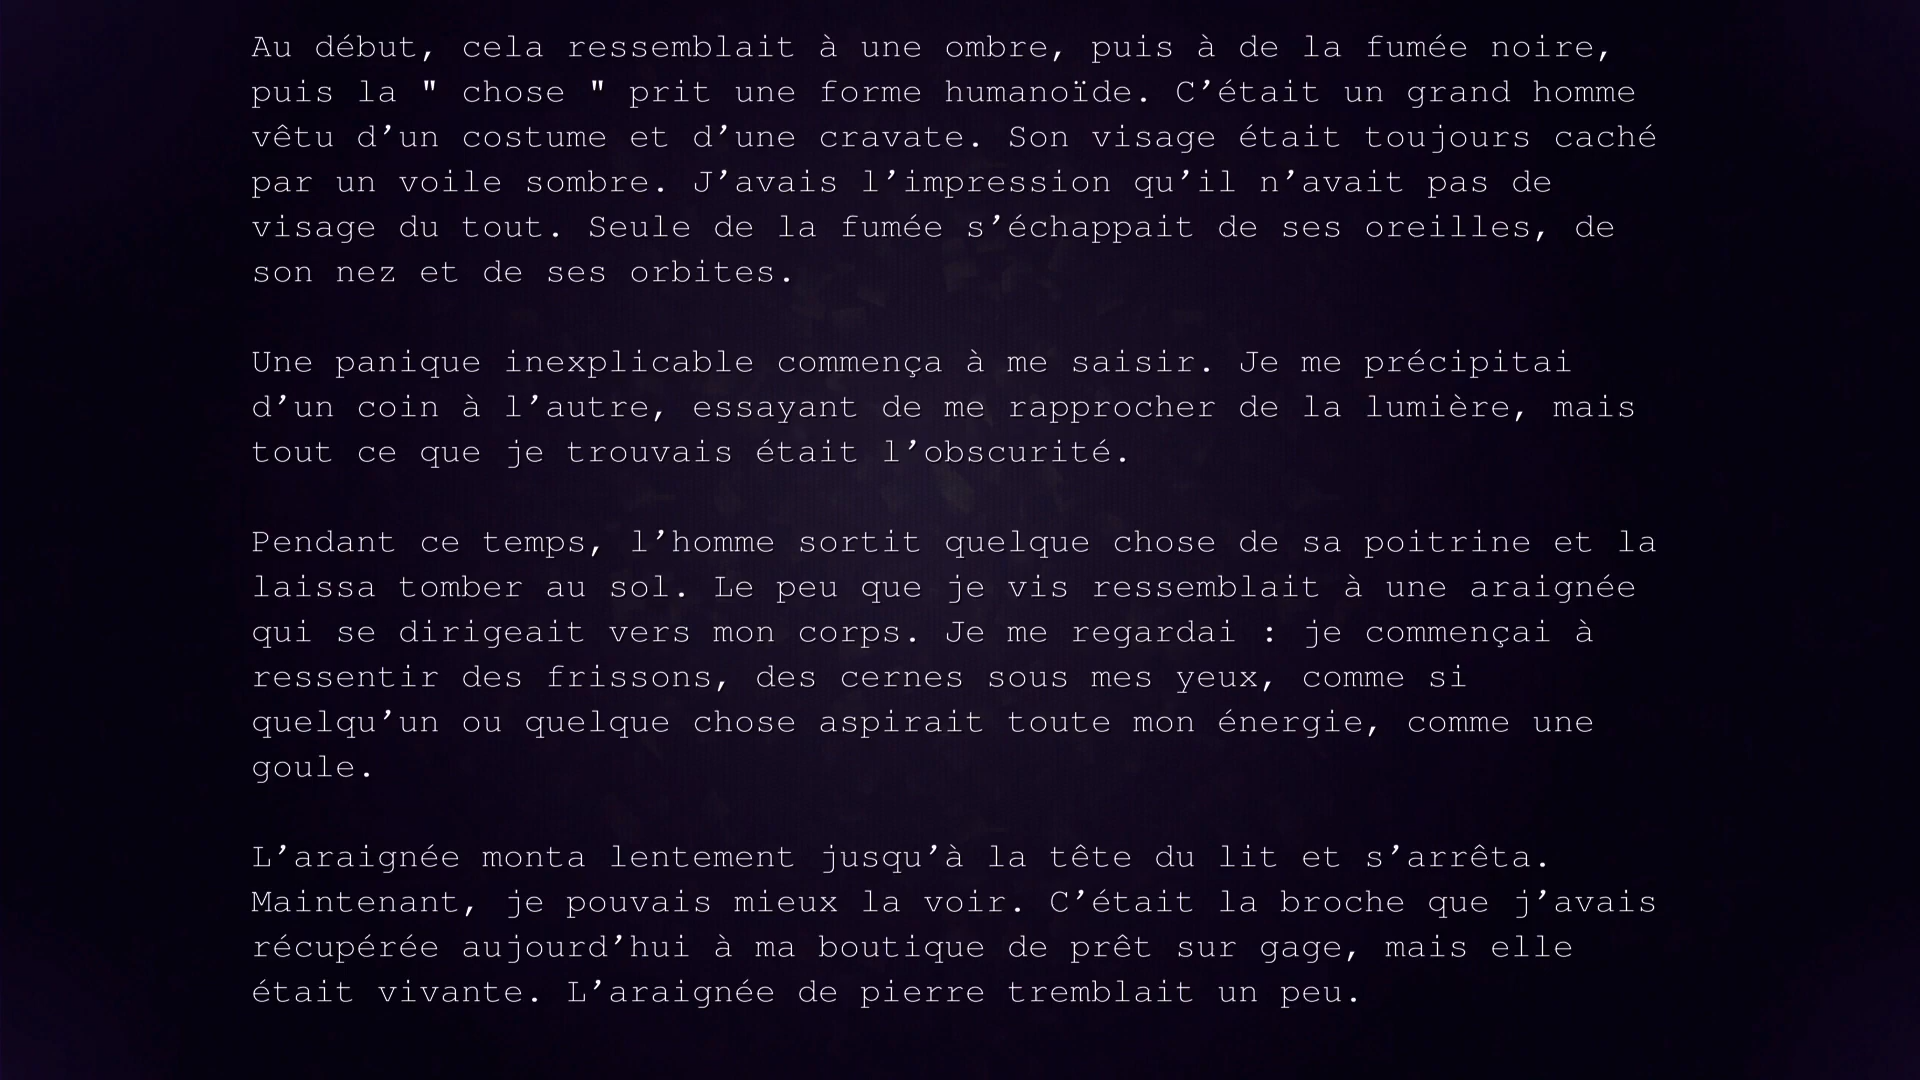 Au début, cela ressemblait à une ombre, puis à de la fumée noire,
puis la " chose " prit une forme humanoïde. C’était un grand homme
vêtu d’un costume et d’une cravate. Son visage était toujours caché
par un voile sombre. J’avais l’impression qu’il n’avait pas de
visage du tout. Seule de la fumée s’échappait de ses oreilles, de
son nez et de ses orbites.

Une panique inexplicable commença à me saisir. Je me précipitai
d’un coin à l’autre, essayant de me rapprocher de la lumière, mais
tout ce que je trouvais était l’obscurité.

Pendant ce temps, l’homme sortit quelque chose de sa poitrine et la
laissa tomber au sol. Le peu que je vis ressemblait à une araignée
qui se dirigeait vers mon corps. Je me regardai : je commençai à
ressentir des frissons, des cernes sous mes yeux, comme si
quelqu’un ou quelque chose aspirait toute mon énergie, comme une
goule.

L’araignée monta lentement jusqu’à la tête du lit et s’arrêta.
Maintenant, je pouvais mieux la voir. C’était la broche que j’avais
récupérée aujourd’hui à ma boutique de prêt sur gage, mais elle
était vivante. L’araignée de pierre tremblait un peu.